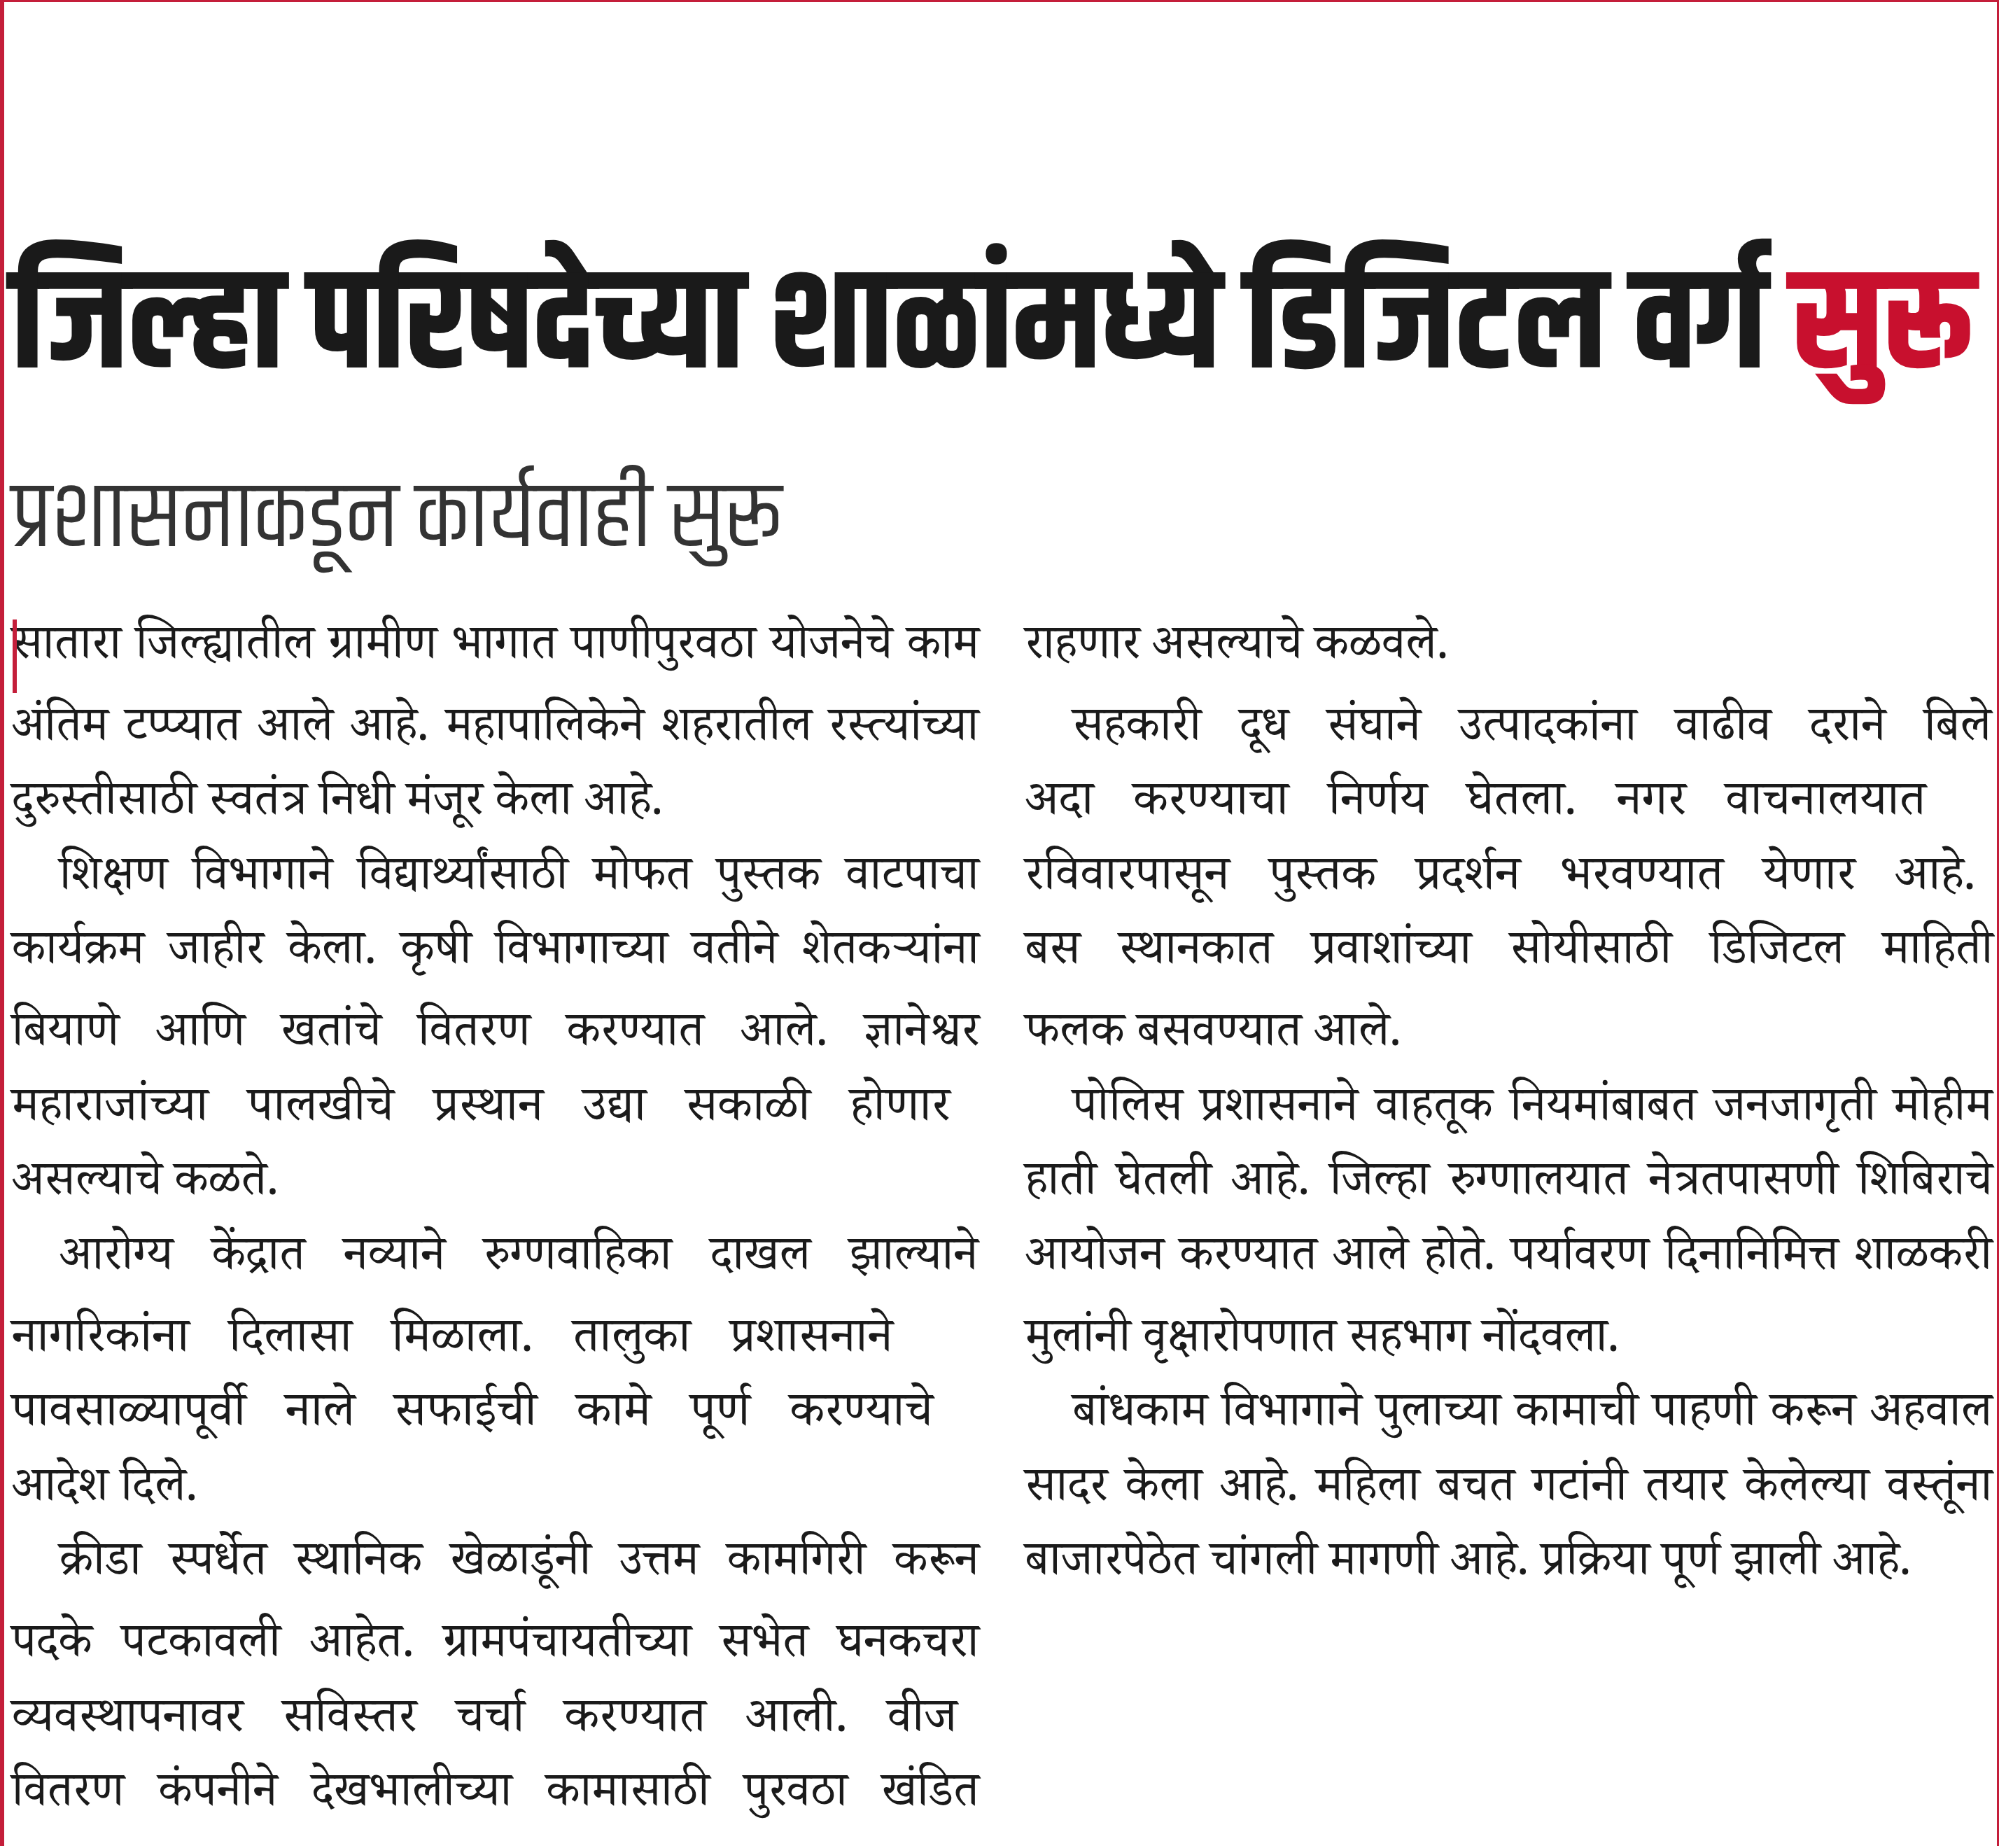 जिल्हा परिषदेच्या शाळांमध्ये डिजिटल वर्ग सुरू
प्रशासनाकडून कार्यवाही सुरू
सातारा जिल्ह्यातील ग्रामीण भागात पाणीपुरवठा योजनेचे काम
अंतिम टप्प्यात आले आहे. महापालिकेने शहरातील रस्त्यांच्या
दुरुस्तीसाठी स्वतंत्र निधी मंजूर केला आहे.
शिक्षण विभागाने विद्यार्थ्यांसाठी मोफत पुस्तक वाटपाचा
कार्यक्रम जाहीर केला. कृषी विभागाच्या वतीने शेतकऱ्यांना
बियाणे आणि खतांचे वितरण करण्यात आले. ज्ञानेश्वर
महाराजांच्या पालखीचे प्रस्थान उद्या सकाळी होणार
असल्याचे कळते.
आरोग्य केंद्रात नव्याने रुग्णवाहिका दाखल झाल्याने
नागरिकांना दिलासा मिळाला. तालुका प्रशासनाने
पावसाळ्यापूर्वी नाले सफाईची कामे पूर्ण करण्याचे
आदेश दिले.
क्रीडा स्पर्धेत स्थानिक खेळाडूंनी उत्तम कामगिरी करून
पदके पटकावली आहेत. ग्रामपंचायतीच्या सभेत घनकचरा
व्यवस्थापनावर सविस्तर चर्चा करण्यात आली. वीज
वितरण कंपनीने देखभालीच्या कामासाठी पुरवठा खंडित
राहणार असल्याचे कळवले.
सहकारी दूध संघाने उत्पादकांना वाढीव दराने बिले
अदा करण्याचा निर्णय घेतला. नगर वाचनालयात
रविवारपासून पुस्तक प्रदर्शन भरवण्यात येणार आहे.
बस स्थानकात प्रवाशांच्या सोयीसाठी डिजिटल माहिती
फलक बसवण्यात आले.
पोलिस प्रशासनाने वाहतूक नियमांबाबत जनजागृती मोहीम
हाती घेतली आहे. जिल्हा रुग्णालयात नेत्रतपासणी शिबिराचे
आयोजन करण्यात आले होते. पर्यावरण दिनानिमित्त शाळकरी
मुलांनी वृक्षारोपणात सहभाग नोंदवला.
बांधकाम विभागाने पुलाच्या कामाची पाहणी करून अहवाल
सादर केला आहे. महिला बचत गटांनी तयार केलेल्या वस्तूंना
बाजारपेठेत चांगली मागणी आहे. प्रक्रिया पूर्ण झाली आहे.